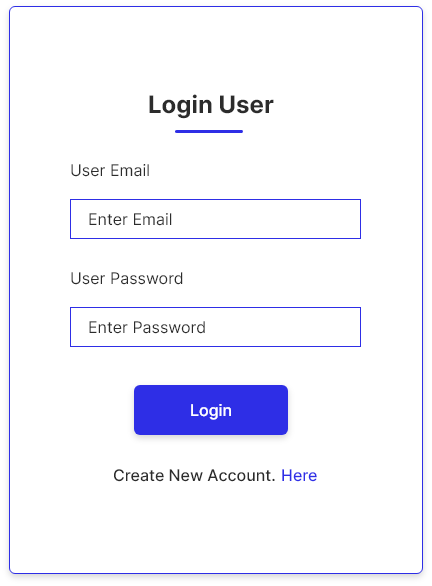 Login User
User Email
Enter Email
User Password
Enter Password
Login
Create New Account. Here